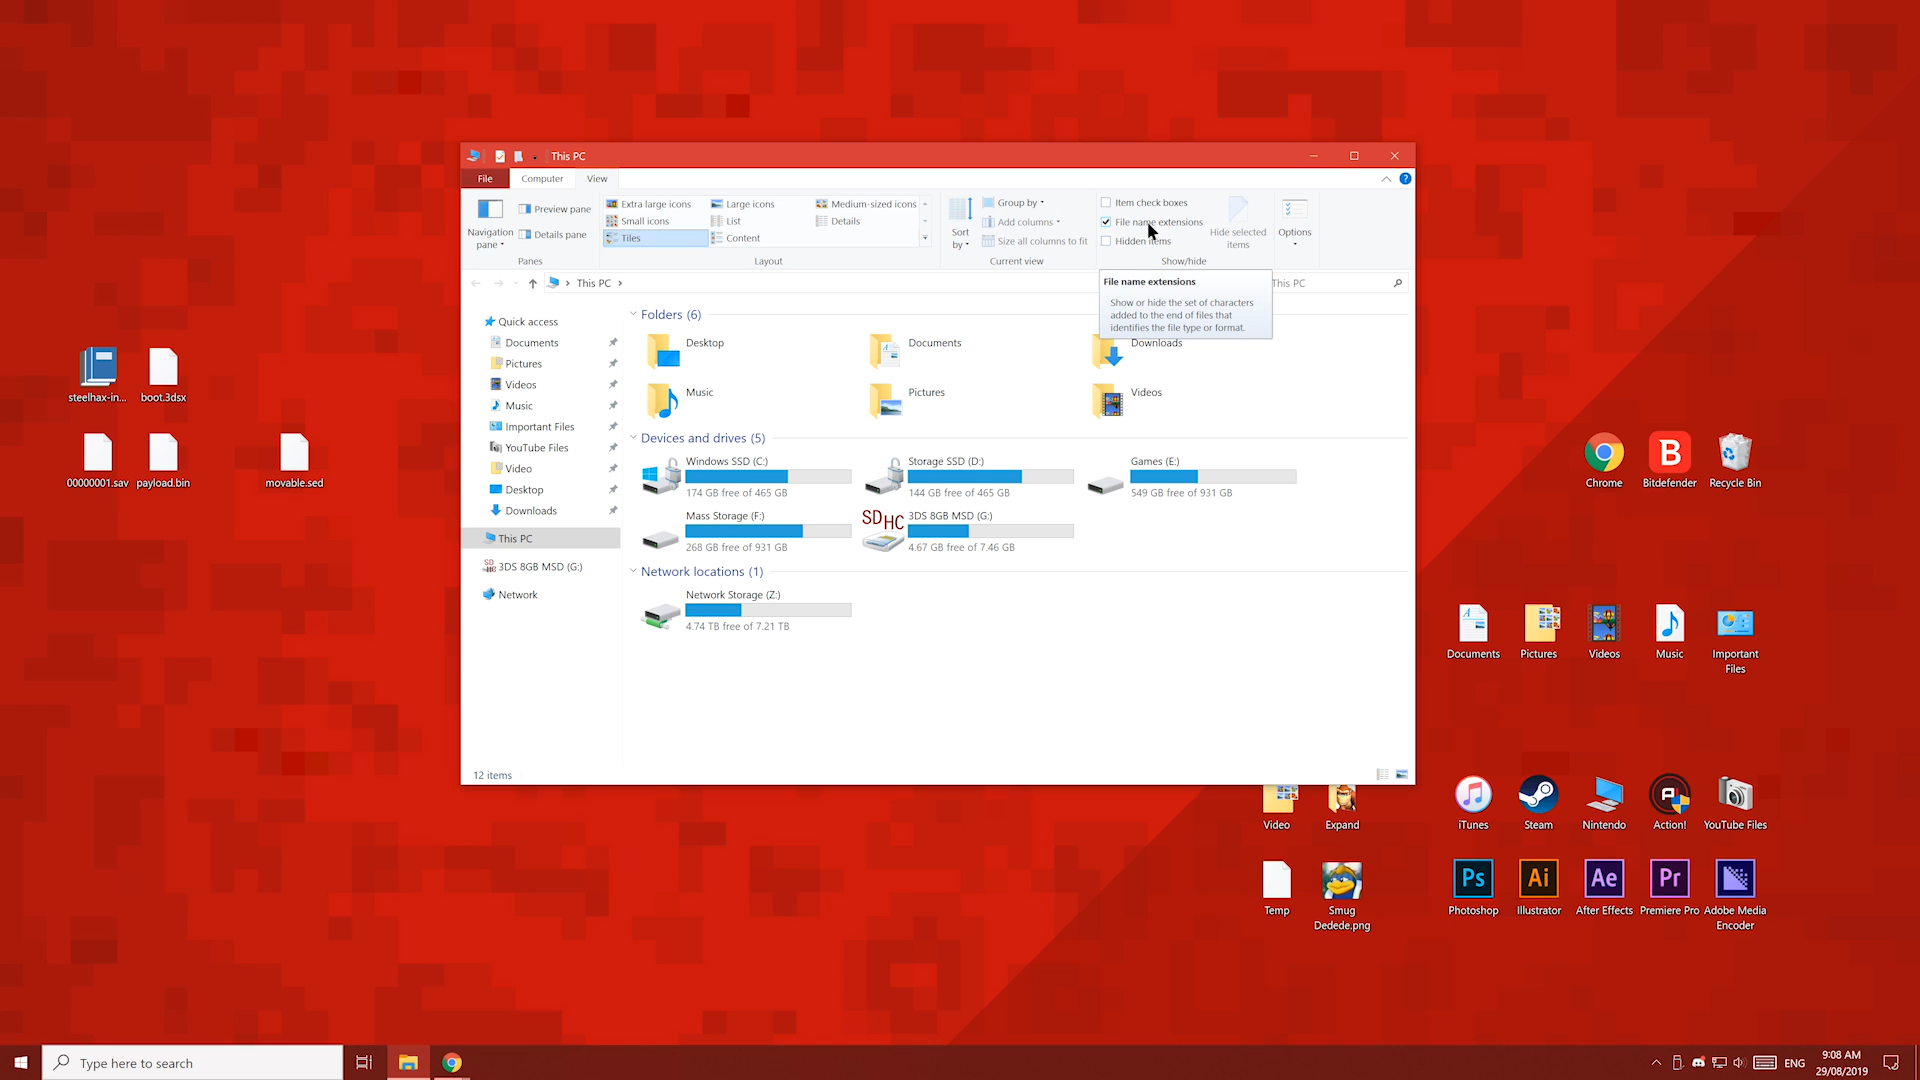 This PC
File
Computer
View
Navigation
pane
Preview pane
Details pane
Panes
Extra large icons
Large icons
Medium-sized icons
Small icons
List
Details
Tiles
Content
Layout
Sort
by
Group by
Add columns
Size all columns to fit
Current view
Item check boxes
File name extensions
Hidden items
Hide selected
items
Show/hide
Options
This PC
This PC
File name extensions
Show or hide the set of characters
added to the end of files that
identifies the file type or format.
Quick access
Documents
Pictures
Videos
Music
Important Files
YouTube Files
Video
Desktop
Downloads
This PC
3DS 8GB MSD (G:)
Network
Folders (6)
Desktop
Documents
Downloads
Music
Pictures
Videos
Devices and drives (5)
Windows SSD (C:)
174 GB free of 465 GB
Storage SSD (D:)
144 GB free of 465 GB
Games (E:)
549 GB free of 931 GB
Mass Storage (F:)
268 GB free of 931 GB
SDHC
3DS 8GB MSD (G:)
4.67 GB free of 7.46 GB
Network locations (1)
Network Storage (Z:)
4.74 TB free of 7.21 TB
12 items
steelhax-in...
boot.3dsx
00000001.sav
payload.bin
movable.sed
Chrome
Bitdefender
Recycle Bin
Documents
Pictures
Videos
Music
Important
Files
Video
Expand
iTunes
Steam
Nintendo
Action!
YouTube Files
Temp
Smug
Dedede.png
Ps
Photoshop
Ai
Illustrator
Ae
After Effects
Pr
Premiere Pro
Adobe Media
Encoder
Type here to search
ENG
9:08 AM
29/08/2019